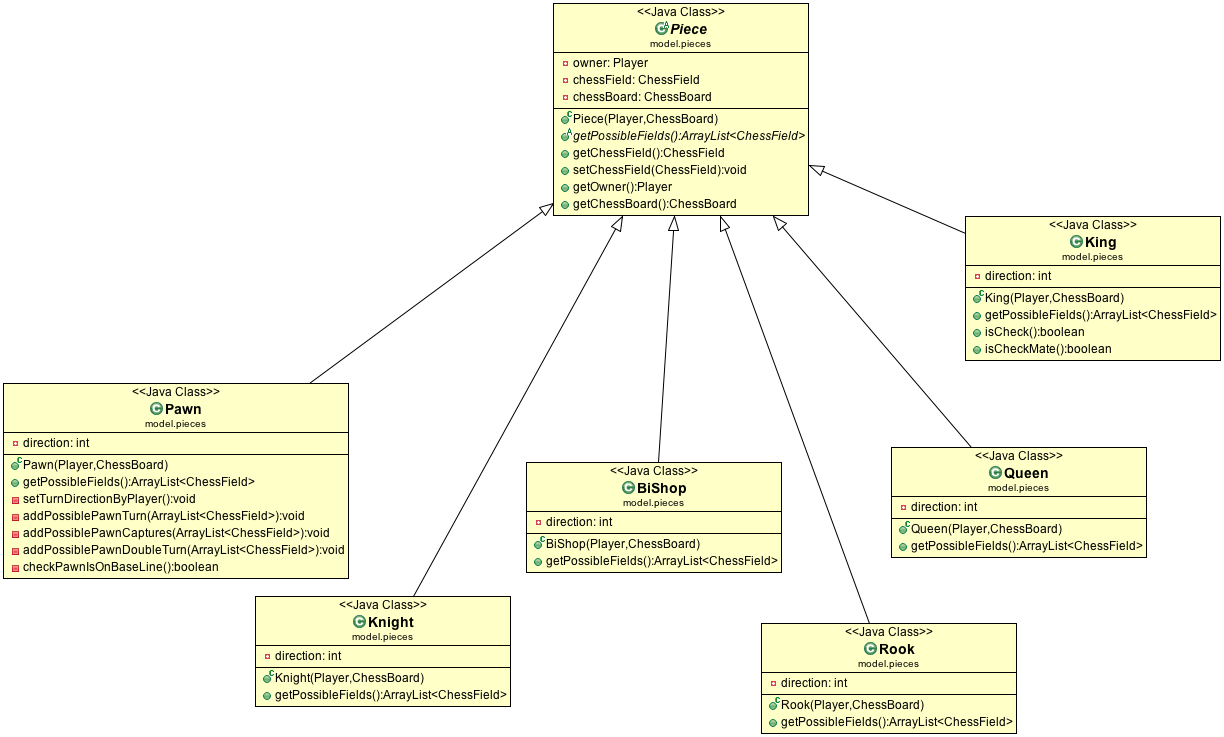 <<Java Class>>
Piece
model.pieces
owner: Player
chessField: ChessField
chessBoard: ChessBoard
Piece(Player,ChessBoard)
getPossibleFields():ArrayList<ChessField>
getChessField():ChessField
setChessField(ChessField):void
getOwner():Player
getChessBoard():ChessBoard
<<Java Class>>
King
model.pieces
direction: int
King(Player,ChessBoard)
getPossibleFields():ArrayList<ChessField>
isCheck():boolean
isCheckMate():boolean
<<Java Class>>
Pawn
model.pieces
direction: int
Pawn(Player,ChessBoard)
getPossibleFields():ArrayList<ChessField>
setTurnDirectionByPlayer():void
addPossiblePawnTurn(ArrayList<ChessField>):void
addPossiblePawnCaptures(ArrayList<ChessField>):void
addPossiblePawnDoubleTurn(ArrayList<ChessField>):void
checkPawnIsOnBaseLine():boolean
<<Java Class>>
BiShop
model.pieces
direction: int
BiShop(Player,ChessBoard)
getPossibleFields():ArrayList<ChessField>
<<Java Class>>
Queen
model.pieces
direction: int
Queen(Player,ChessBoard)
getPossibleFields():ArrayList<ChessField>
<<Java Class>>
Knight
model.pieces
direction: int
Knight(Player,ChessBoard)
getPossibleFields():ArrayList<ChessField>
<<Java Class>>
Rook
model.pieces
direction: int
Rook(Player,ChessBoard)
getPossibleFields():ArrayList<ChessField>